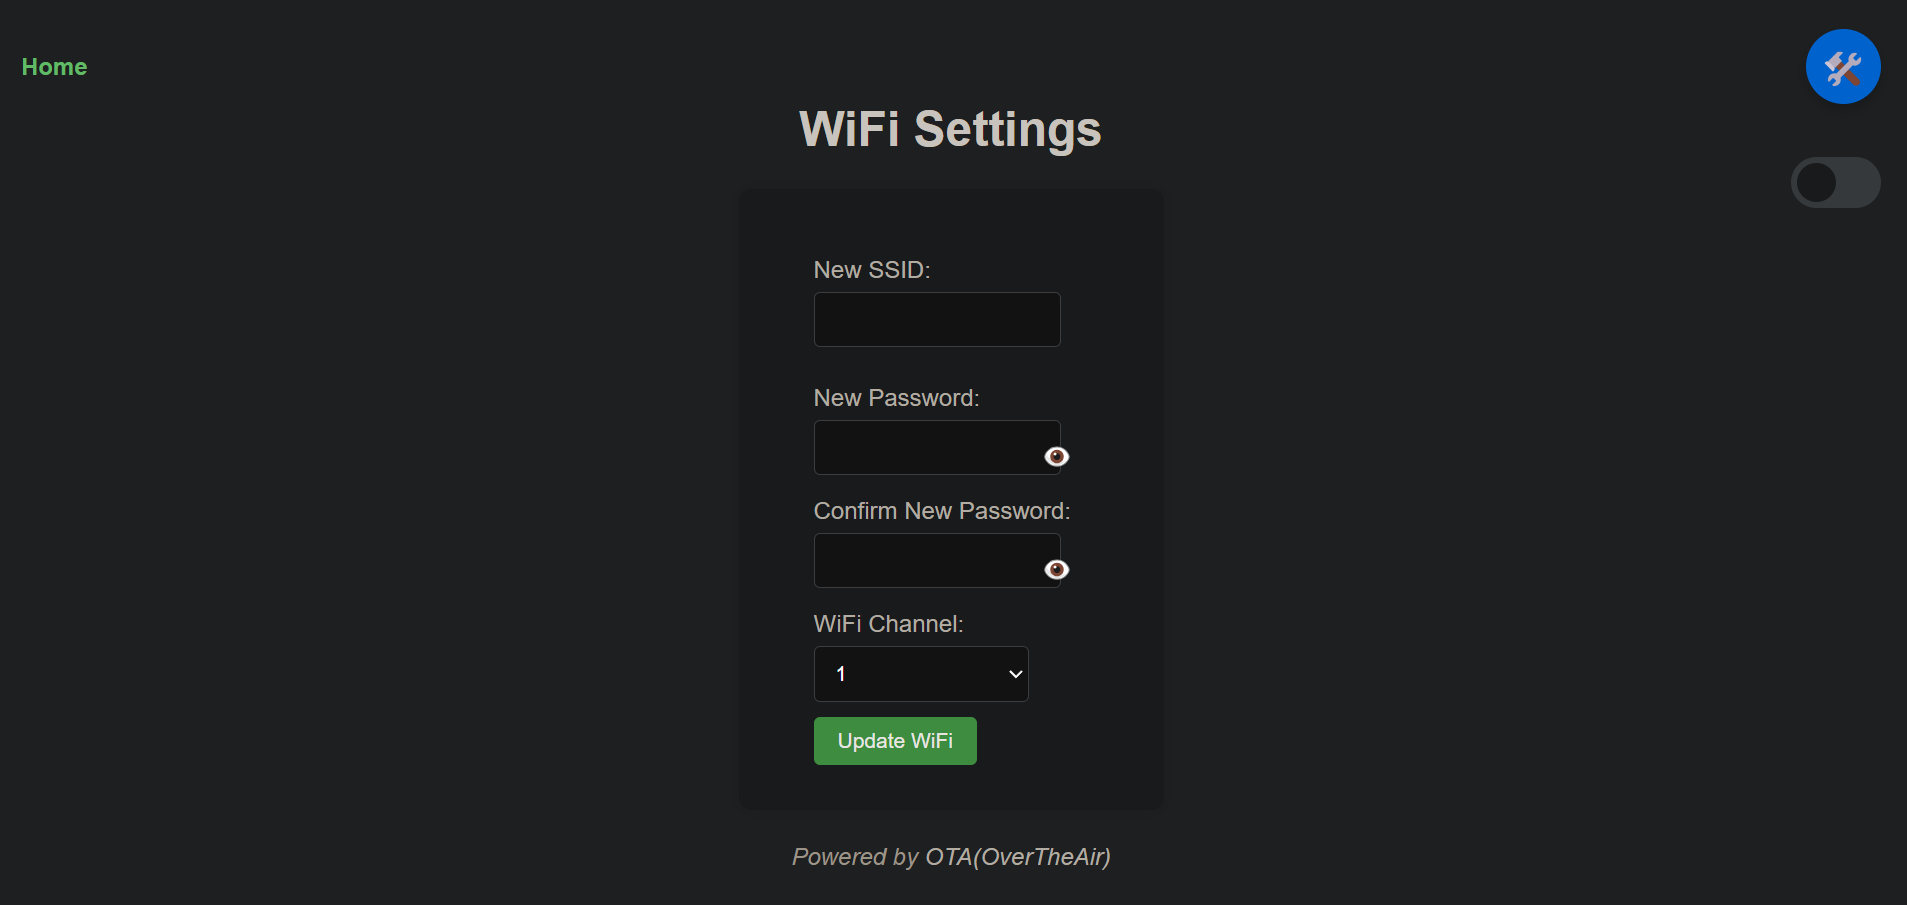 Home
WiFi Settings
New SSID:
New Password:
Confirm New Password:
WiFi Channel:
1
Update WiFi
Powered by OTA(OverTheAir)